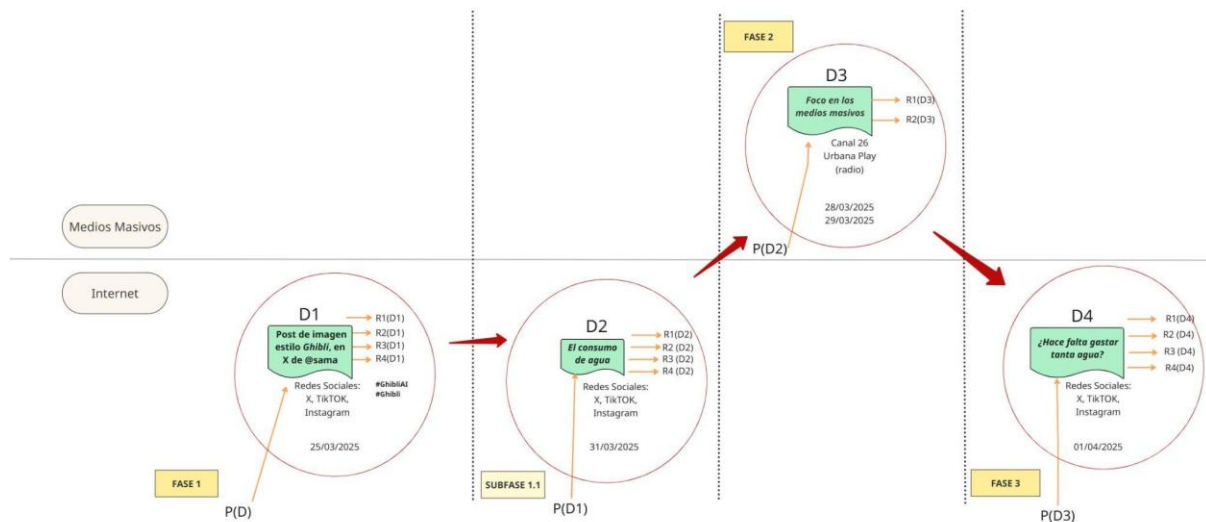 FASE 2
D3
Foco en los
medios masivos
R1(D3)
R2(D3)
Canal 26
Urbana Play
(radio)
28/03/2025
29/03/2025
P(D2)
Medios Masivos
Internet
D1
Post de imagen
estilo Ghibli, en
X de @sama
R1(D1)
R2(D1)
R3(D1)
R4(D1)
Redes Sociales:
X, TikTOK,
Instagram
#GhibliAI
#Ghibli
25/03/2025
FASE 1
P(D)
D2
El consumo
de agua
R1(D2)
R2 (D2)
R3 (D2)
R4 (D2)
Redes Sociales:
X, TikTOK,
Instagram
31/03/2025
SUBFASE 1.1
P(D1)
D4
¿Hace falta gastar
tanta agua?
R1(D4)
R2 (D4)
R3 (D4)
R4(D4)
Redes Sociales:
X, TikTOK,
Instagram
01/04/2025
FASE 3
P(D3)